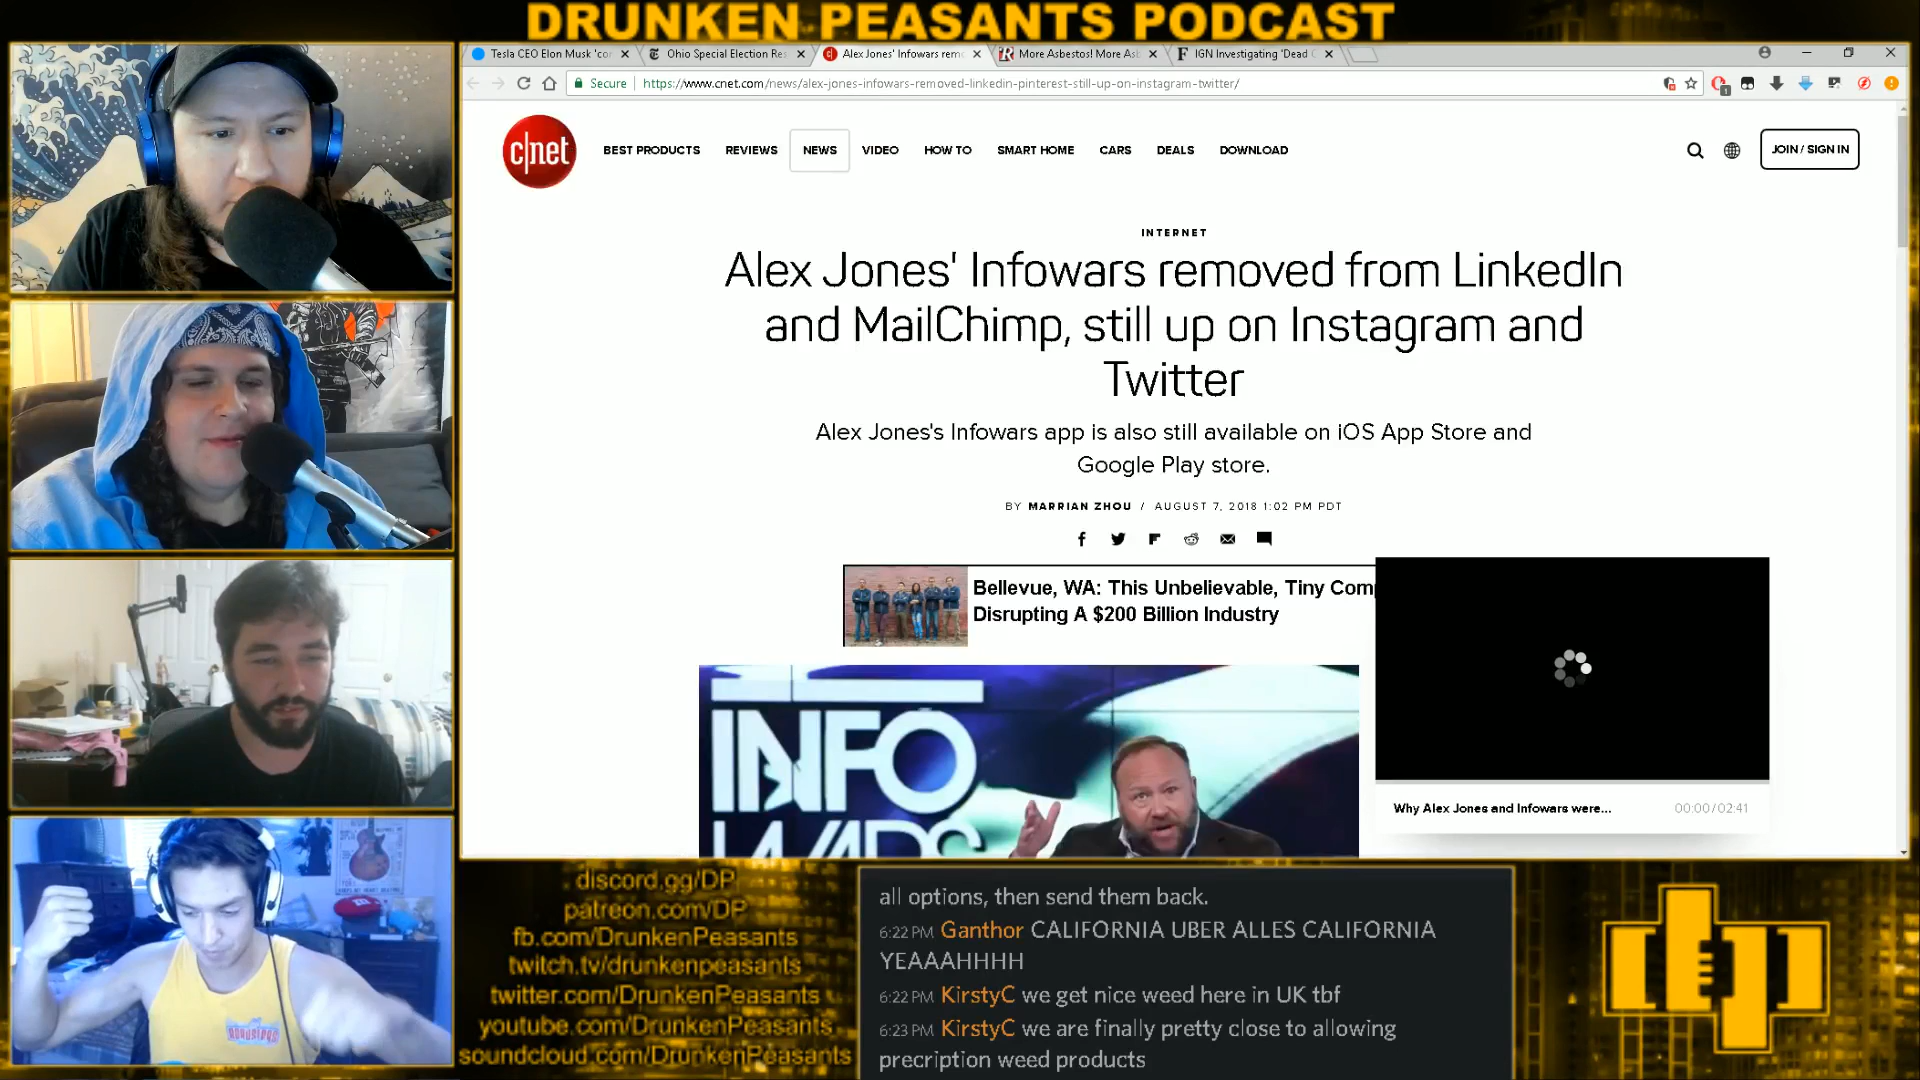 DRUNKEN PEASANTS PODCAST
Tesla CEO Elon Musk 'co
Ohio Special Election Res
Alex Jones' Infowars rem
More Asbestos! More As
IGN Investigating 'Dead
Secure
https://www.cnet.com/news/alex-jones-infowars-removed-linkedin-pinterest-still-up-on-instagram-twitter/
c|net
BEST PRODUCTS
REVIEWS
NEWS
VIDEO
HOW TO
SMART HOME
CARS
DEALS
DOWNLOAD
JOIN / SIGN IN
INTERNET
Alex Jones' Infowars removed from LinkedIn
and MailChimp, still up on Instagram and
Twitter
Alex Jones's Infowars app is also still available on iOS App Store and
Google Play store.
BY MARRIAN ZHOU / AUGUST 7, 2018 1:02 PM PDT
Bellevue, WA: This Unbelievable, Tiny Com
Disrupting A $200 Billion Industry
INFO
WARS
Why Alex Jones and Infowars were...
00:00/02:41
discord.gg/DP
patreon.com/DP
fb.com/DrunkenPeasants
twitch.tv/drunkenpeasants
twitter.com/DrunkenPeasants
youtube.com/DrunkenPeasants
soundcloud.com/DrunkenPeasants
all options, then send them back.
6:22 PM Ganthor CALIFORNIA UBER ALLES CALIFORNIA
YEAAAHHHH
6:22 PM KirstyC we get nice weed here in UK tbf
6:23 PM KirstyC we are finally pretty close to allowing
precription weed products